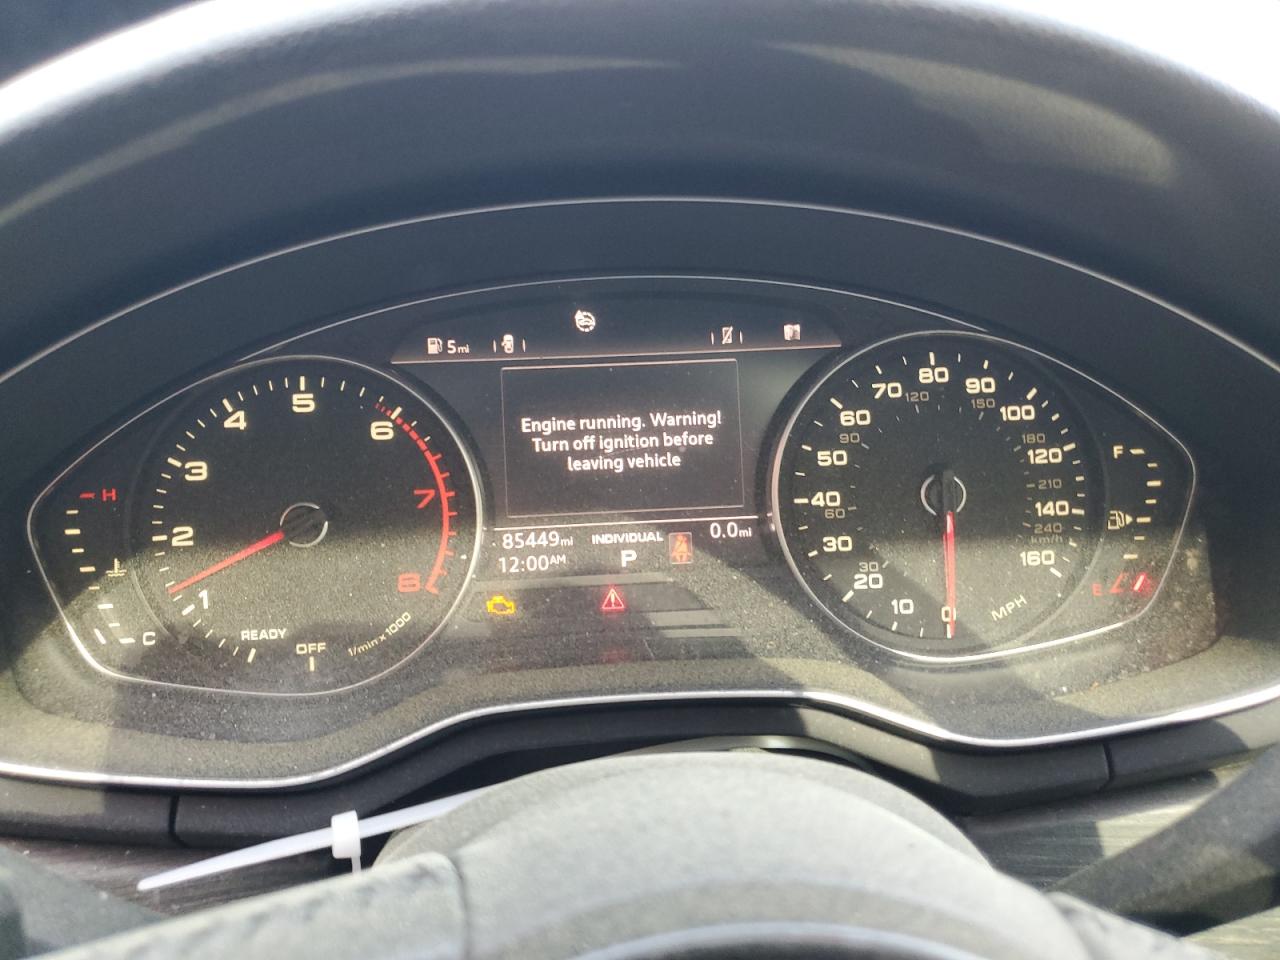 5mi
Engine running. Warning!
Turn off ignition before
leaving vehicle
85449mi
INDIVIDUAL
0.0mi
12:00AM
P
H
C
1
2
3
4
5
6
7
8
READY
OFF
1/min x 1000
0
10
20
30
40
50
60
70
80
90
100
120
140
160
MPH
30
60
90
120
150
180
210
240
km/h
F
E